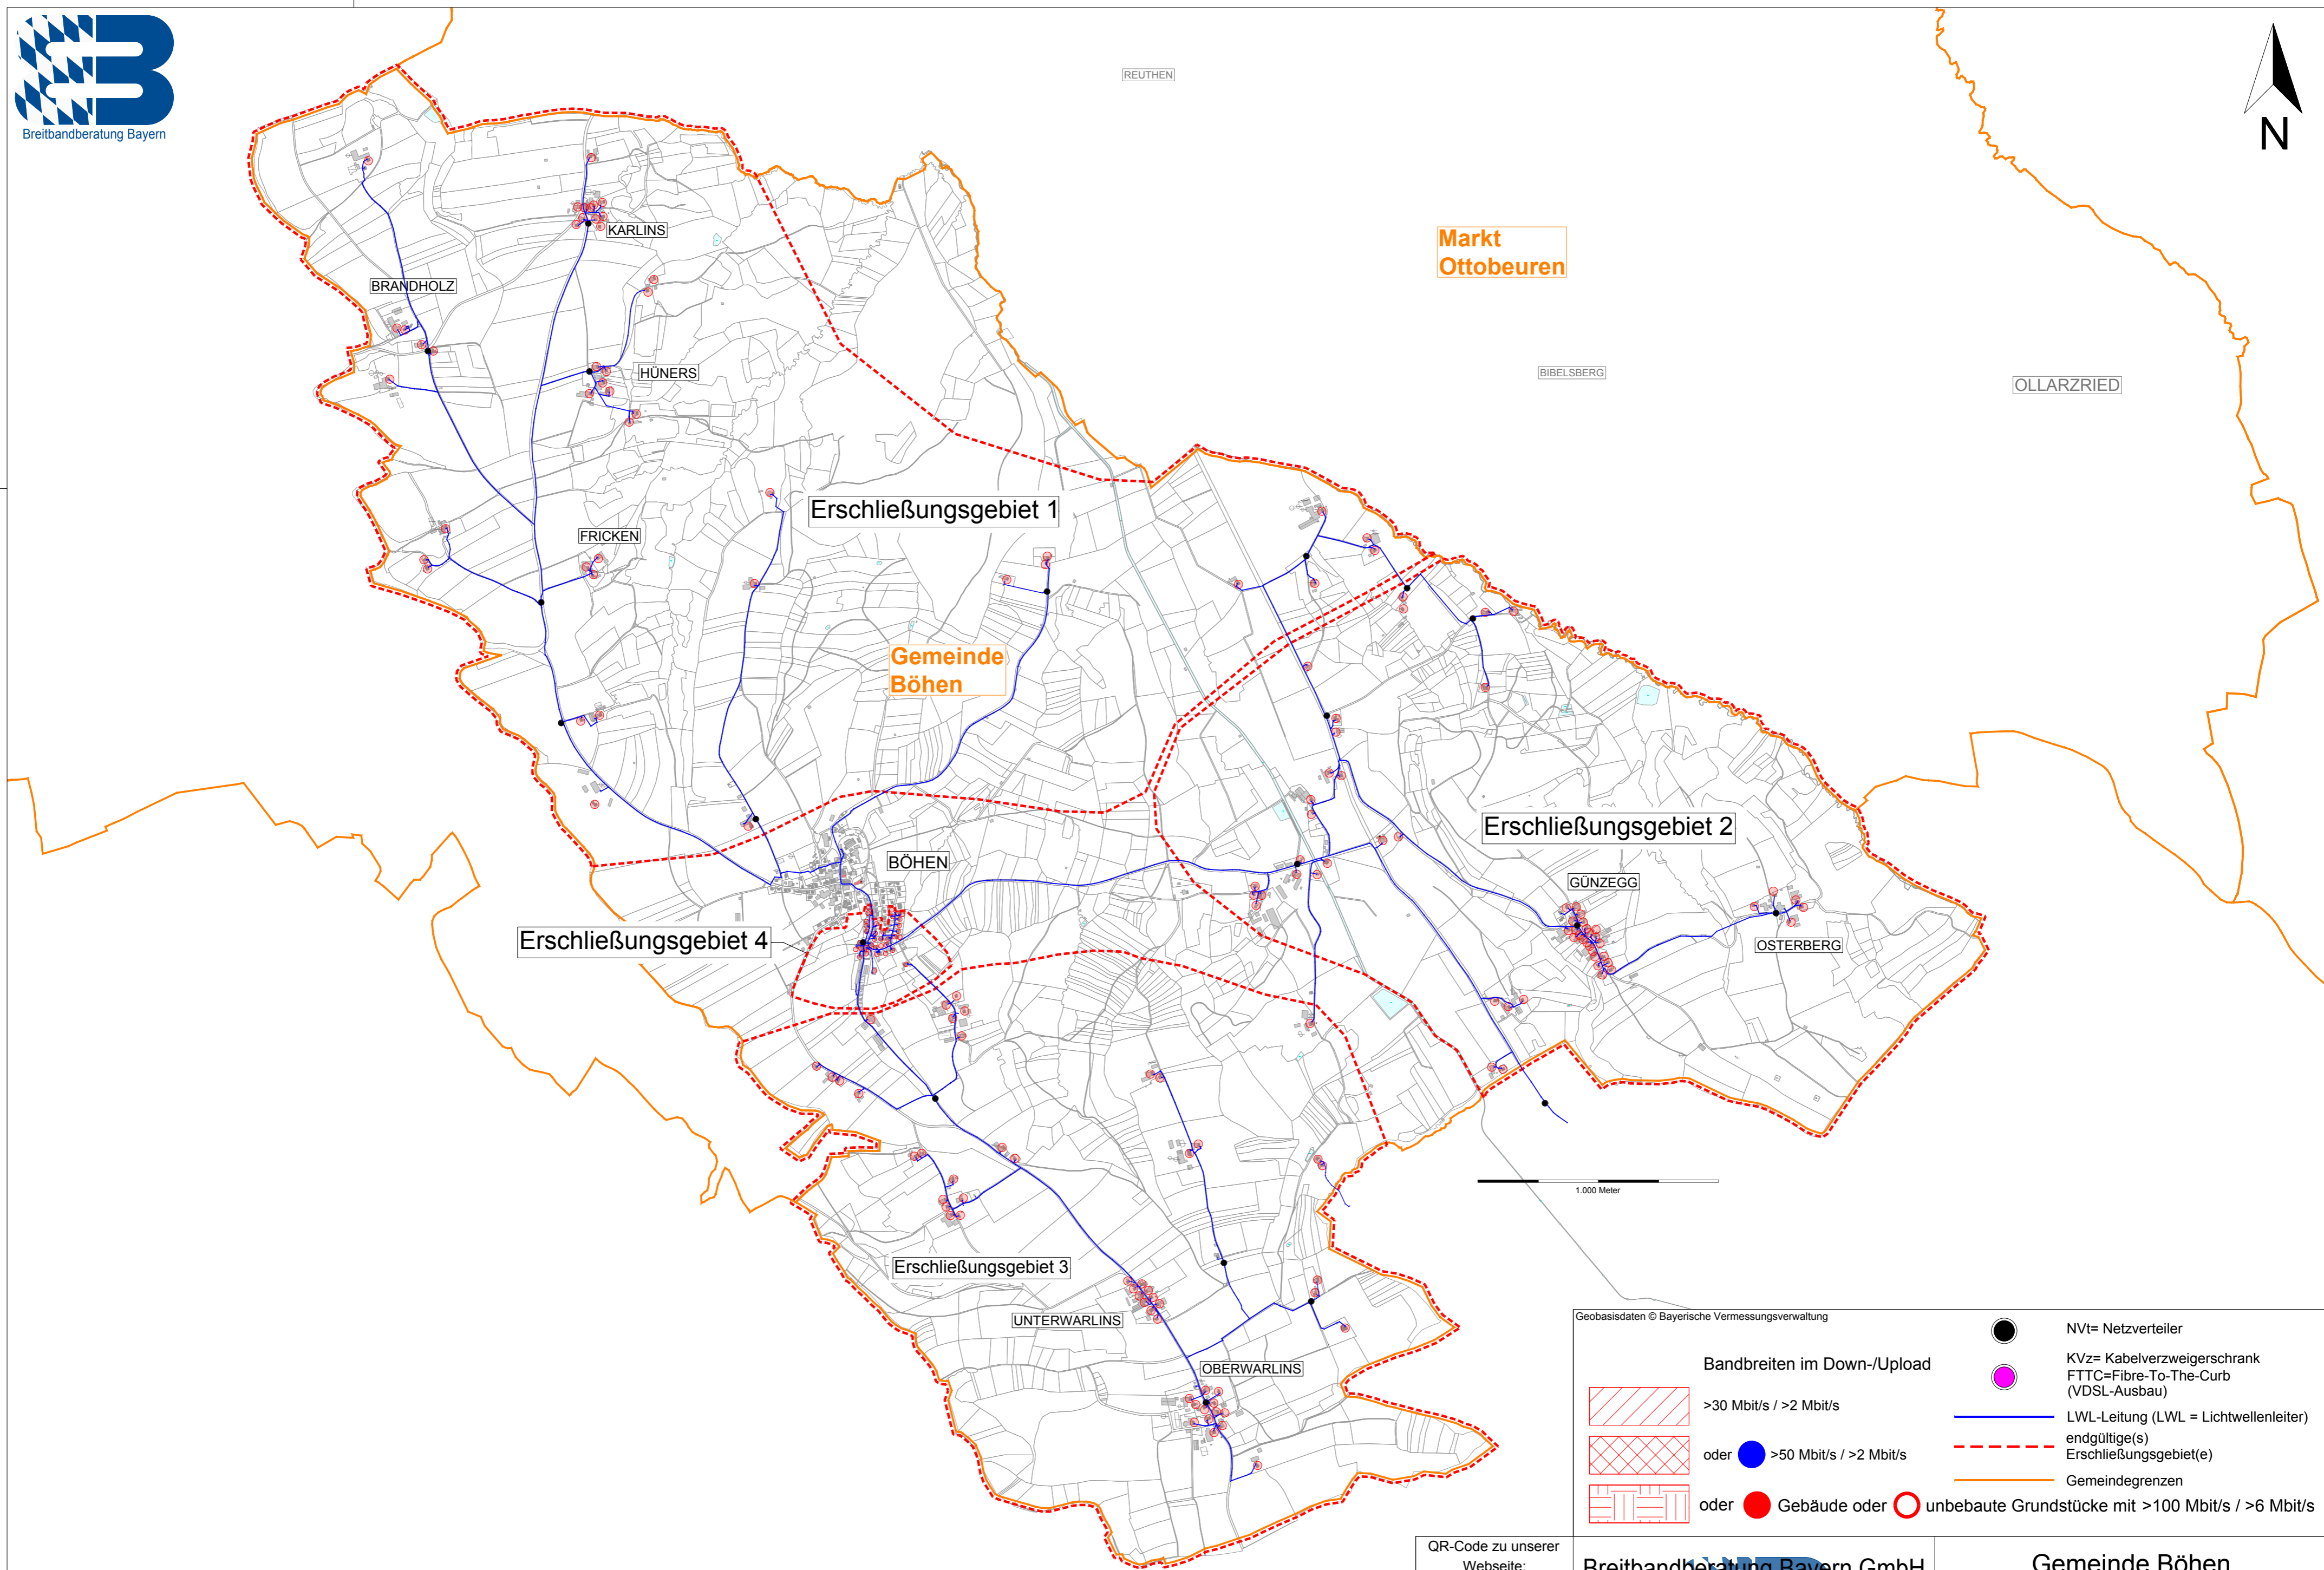 Breitbandberatung Bayern
REUTHEN
N
KARLINS
Markt
Ottobeuren
BRANDHOLZ
HÜNERS
BIBELSBERG
OLLARZRIED
Erschließungsgebiet 1
FRICKEN
Gemeinde
Böhen
Erschließungsgebiet 2
BÖHEN
GÜNZEGG
Erschließungsgebiet 4
OSTERBERG
1.000 Meter
Erschließungsgebiet 3
UNTERWARLINS
OBERWARLINS
Geobasisdaten © Bayerische Vermessungsverwaltung
Bandbreiten im Down-/Upload
>30 Mbit/s / >2 Mbit/s
oder >50 Mbit/s / >2 Mbit/s
oder Gebäude oder unbebaute Grundstücke mit >100 Mbit/s / >6 Mbit/s
NVt= Netzverteiler
KVz= Kabelverzweigerschrank
FTTC=Fibre-To-The-Curb
(VDSL-Ausbau)
LWL-Leitung (LWL = Lichtwellenleiter)
endgültige(s)
Erschließungsgebiet(e)
Gemeindegrenzen
QR-Code zu unserer
Webseite:
Breitbandberatung Bayern GmbH
Gemeinde Böhen